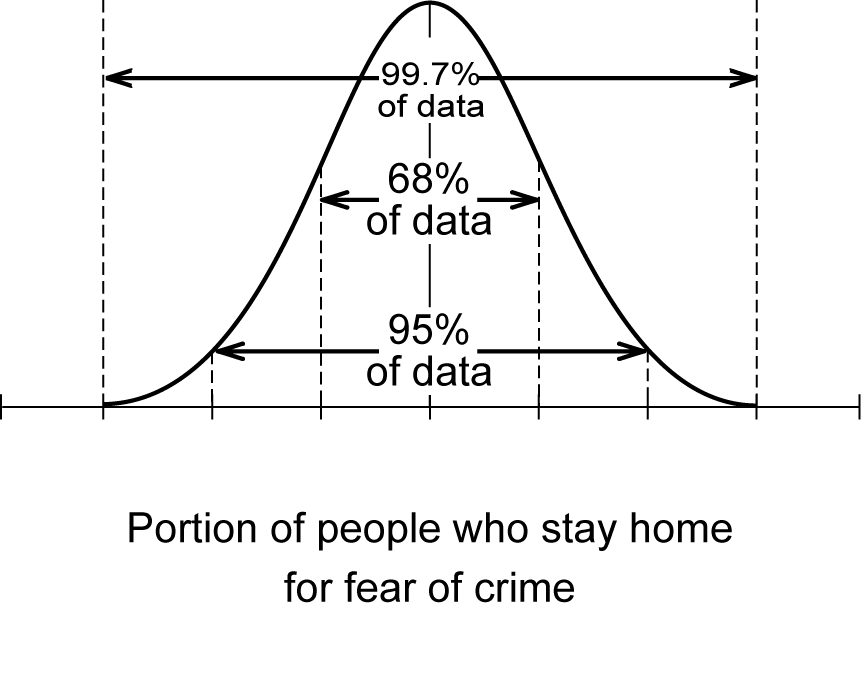 99.7%
of data
68%
of data
95%
of data
Portion of people who stay home
for fear of crime